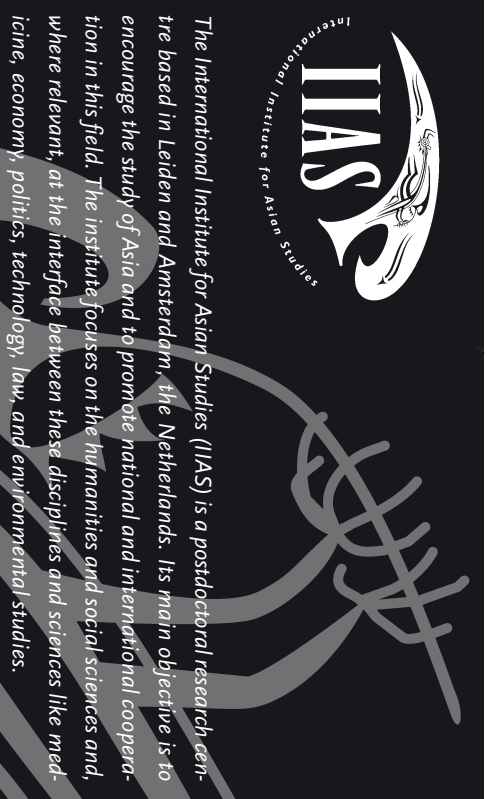 IIAS
International Institute for Asian Studies
The International Institute for Asian Studies (IIAS) is a postdoctoral research cen-
tre based in Leiden and Amsterdam, the Netherlands. Its main objective is to
encourage the study of Asia and to promote national and international coopera-
tion in this field. The institute focuses on the humanities and social sciences and,
where relevant, at the interface between these disciplines and sciences like med-
icine, economy, politics, technology, law, and environmental studies.